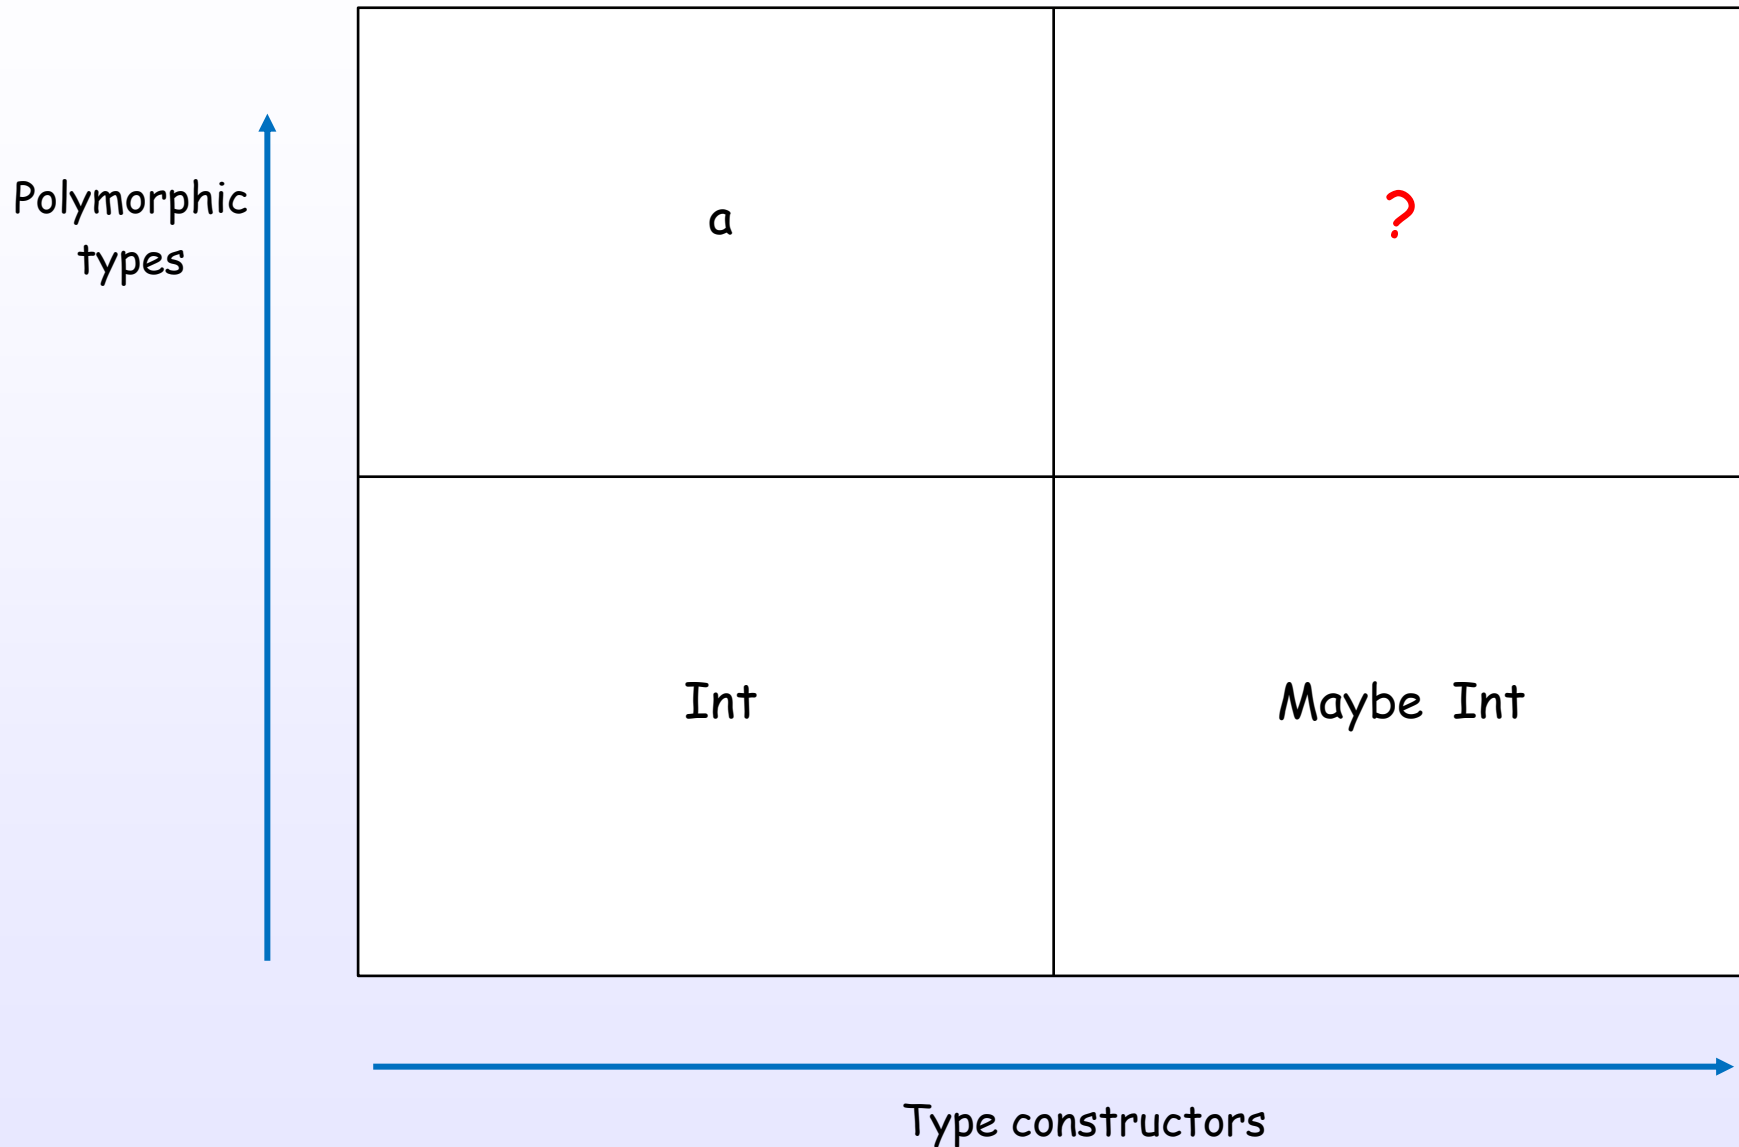 Polymorphic
types
a
?
Int
Maybe Int
Type constructors